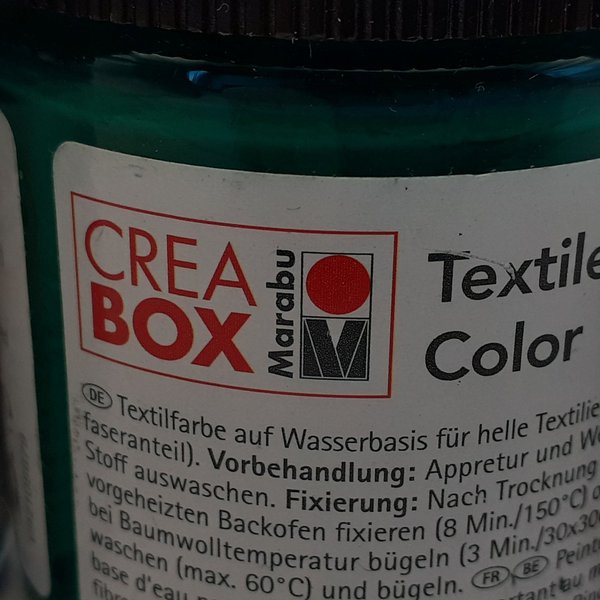 CREA
BOX
Marabu
Textile
Color
DE Textilfarbe auf Wasserbasis für helle
faseranteil). Vorbehandlung: Appretur und
Stoff auswaschen. Fixierung: Nach Trocknung
vorgeheizten Backofen fixieren (8 Min./150°C)
bei Baumwolltemperatur bügeln (3 Min./30x30
waschen (max. 60°C) und bügeln. FR BE
base d'eau